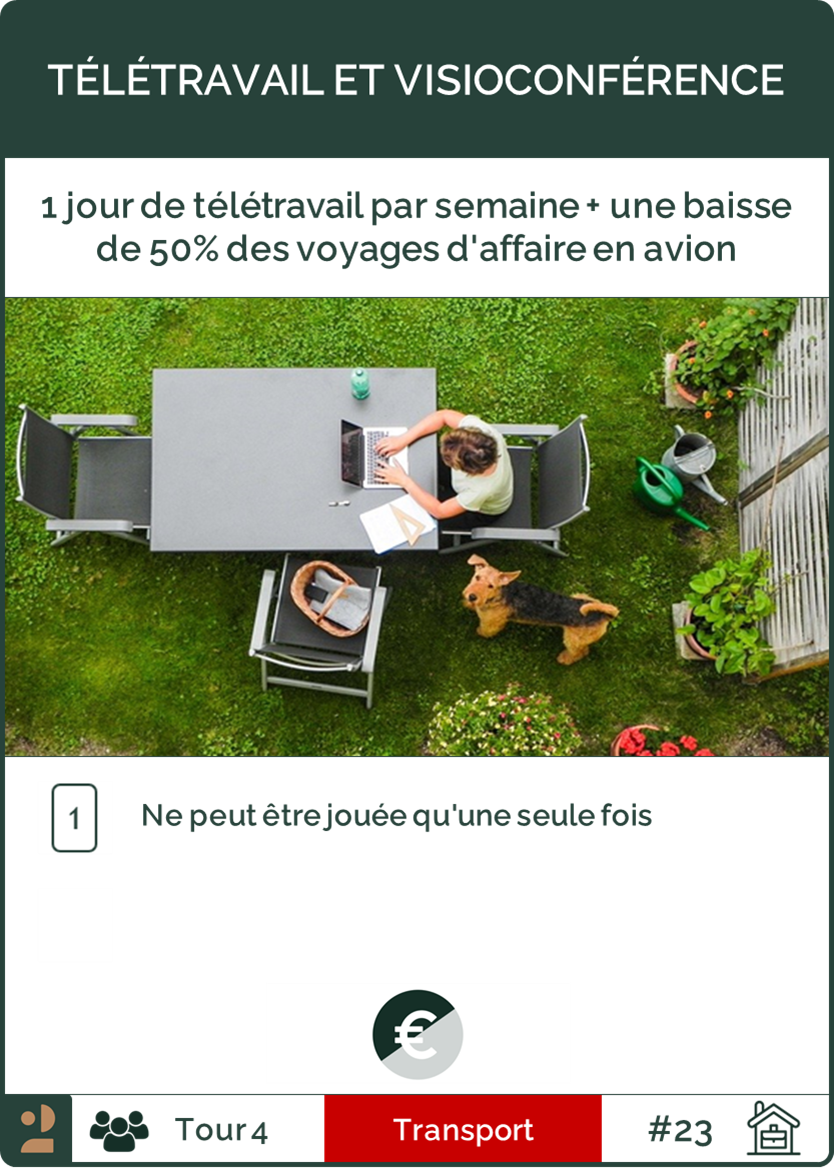 TÉLÉTRAVAIL ET VISIOCONFÉRENCE
1 jour de télétravail par semaine + une baisse
de 50% des voyages d'affaire en avion
1 Ne peut être jouée qu'une seule fois
€
Tour 4 Transport #23